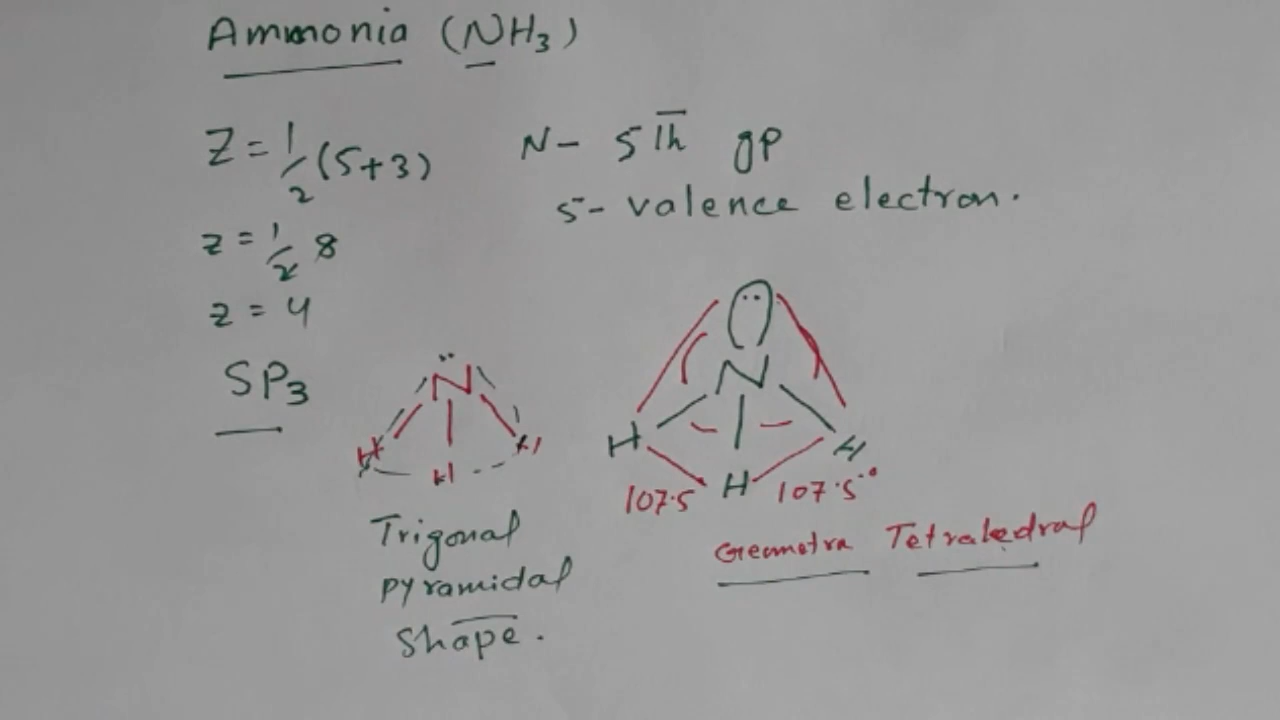 Ammonia (NH₃)
Z = 1/2 (5+3)
N - 5th gp
5 - valence electron.
z = 1/2 8
z = 4
SP₃
N
H H H
Trigonal
pyramidal
shape.
N
H H H
107.5 107.5°
Geometra Tetrahedral